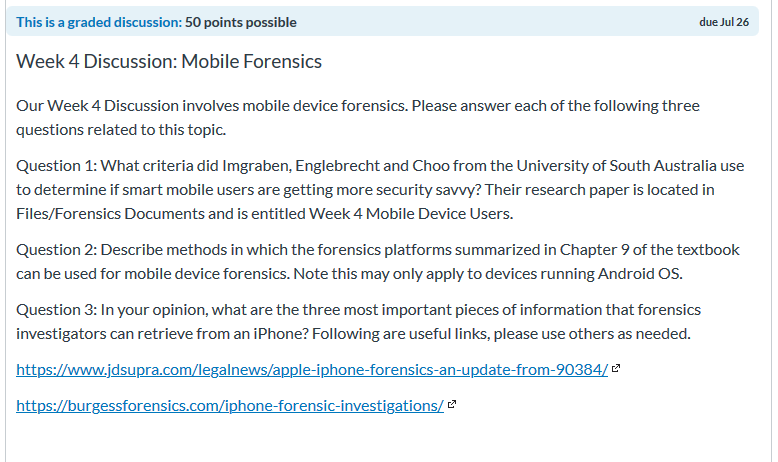 This is a graded discussion: 50 points possible
due Jul 26
Week 4 Discussion: Mobile Forensics
Our Week 4 Discussion involves mobile device forensics. Please answer each of the following three
questions related to this topic.
Question 1: What criteria did Imgraben, Englebrecht and Choo from the University of South Australia use
to determine if smart mobile users are getting more security savvy? Their research paper is located in
Files/Forensics Documents and is entitled Week 4 Mobile Device Users.
Question 2: Describe methods in which the forensics platforms summarized in Chapter 9 of the textbook
can be used for mobile device forensics. Note this may only apply to devices running Android OS.
Question 3: In your opinion, what are the three most important pieces of information that forensics
investigators can retrieve from an iPhone? Following are useful links, please use others as needed.
https://www.jdsupra.com/legalnews/apple-iphone-forensics-an-update-from-90384/
https://burgessforensics.com/iphone-forensic-investigations/